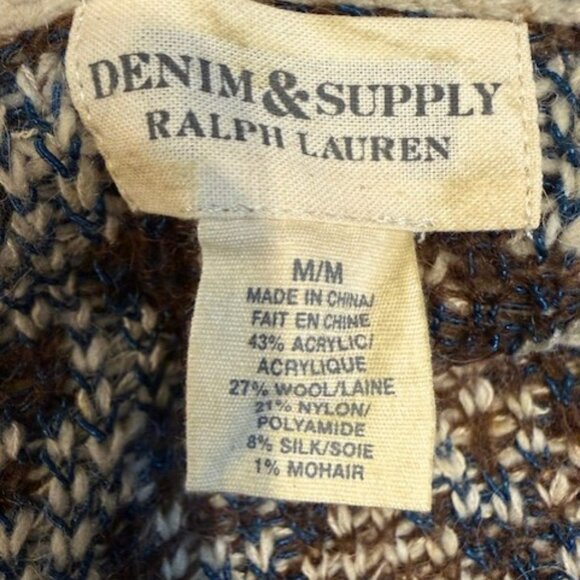 DENIM & SUPPLY
RALPH LAUREN
M/M
MADE IN CHINA/
FAIT EN CHINE
43% ACRYLIC/
ACRYLIQUE
27% WOOL/LAINE
21% NYLON/
POLYAMIDE
8% SILK/SOIE
1% MOHAIR